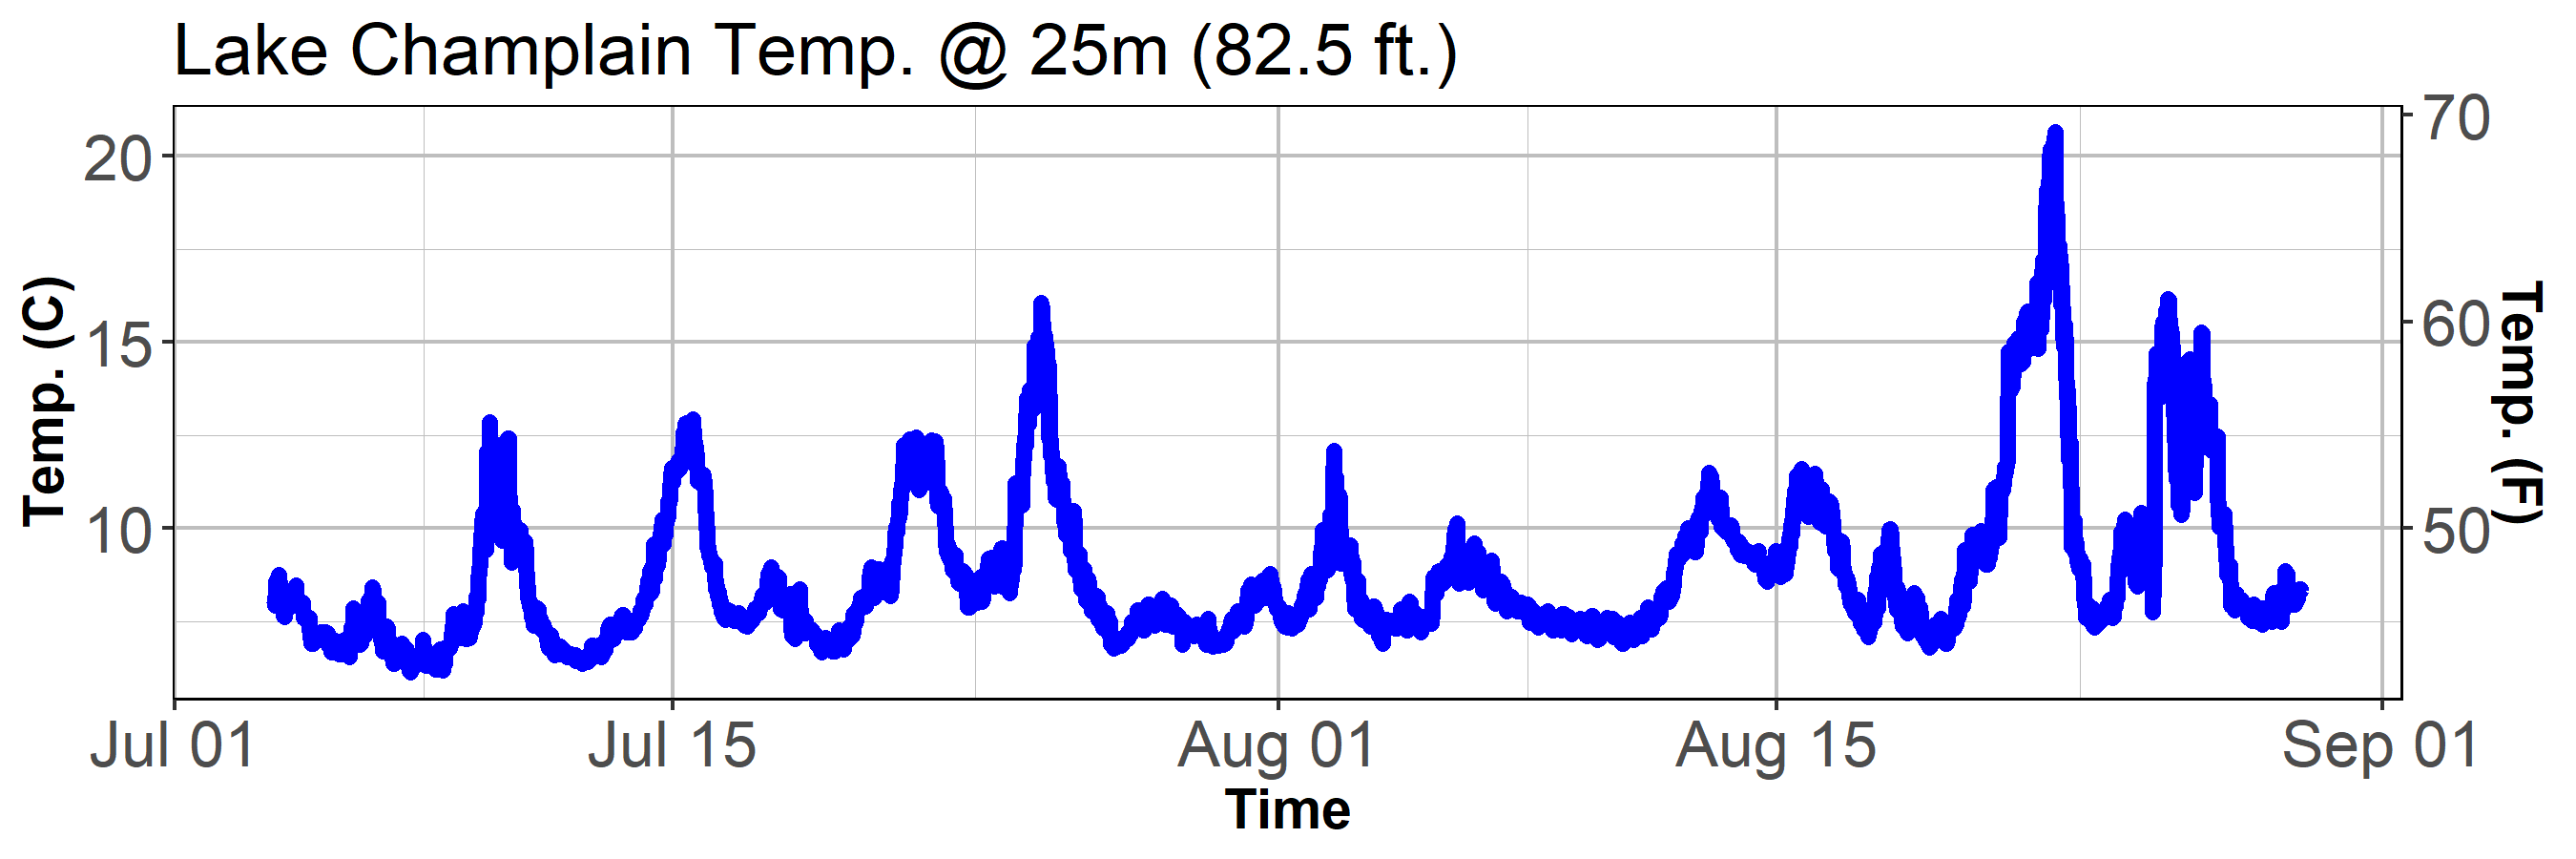 Lake Champlain Temp. @ 25m (82.5 ft.)
Temp. (C)
20
15
10
70
60
50
Temp. (F)
Jul 01 Jul 15 Aug 01 Aug 15 Sep 01
Time